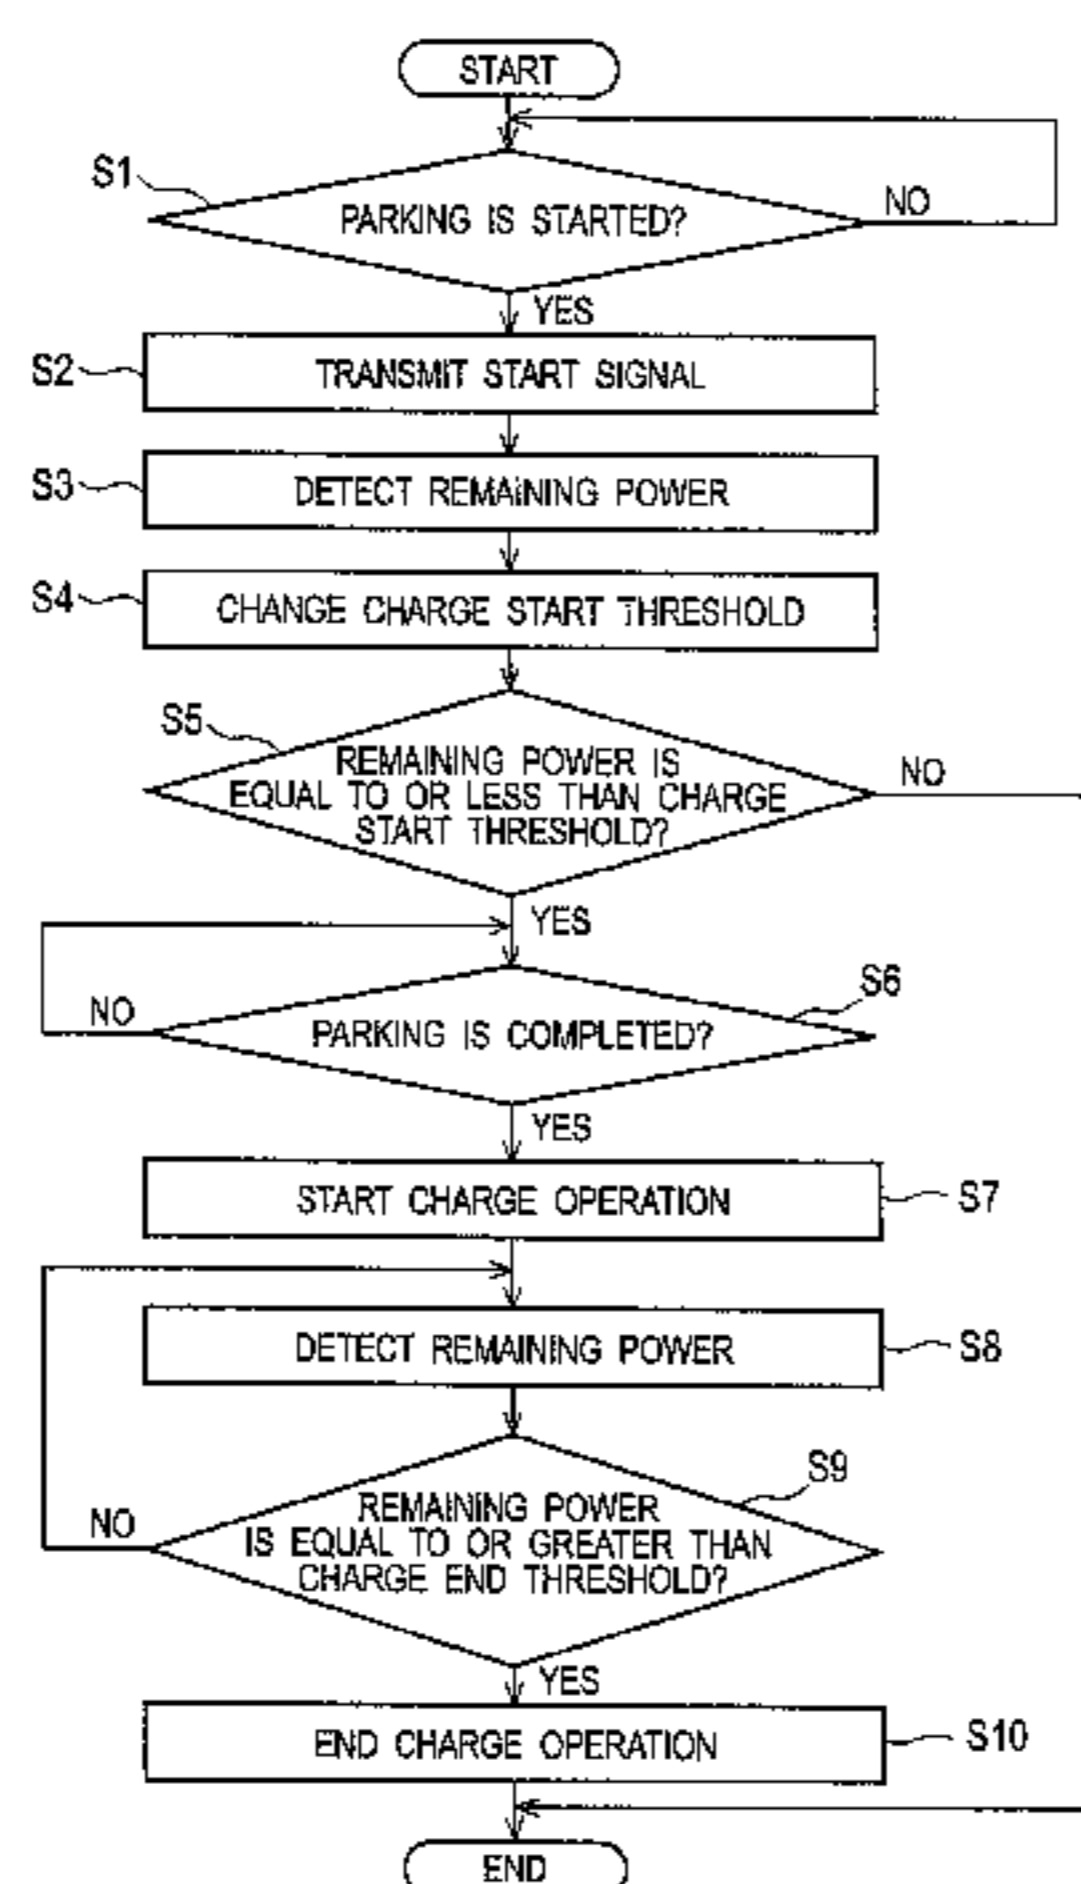 START
S1
PARKING IS STARTED?
NO
YES
S2
TRANSMIT START SIGNAL
S3
DETECT REMAINING POWER
S4
CHANGE CHARGE START THRESHOLD
S5
REMAINING POWER IS
EQUAL TO OR LESS THAN CHARGE
START THRESHOLD?
NO
YES
S6
PARKING IS COMPLETED?
NO
YES
START CHARGE OPERATION
S7
DETECT REMAINING POWER
S8
S9
REMAINING POWER
IS EQUAL TO OR GREATER THAN
CHARGE END THRESHOLD?
NO
YES
END CHARGE OPERATION
S10
END